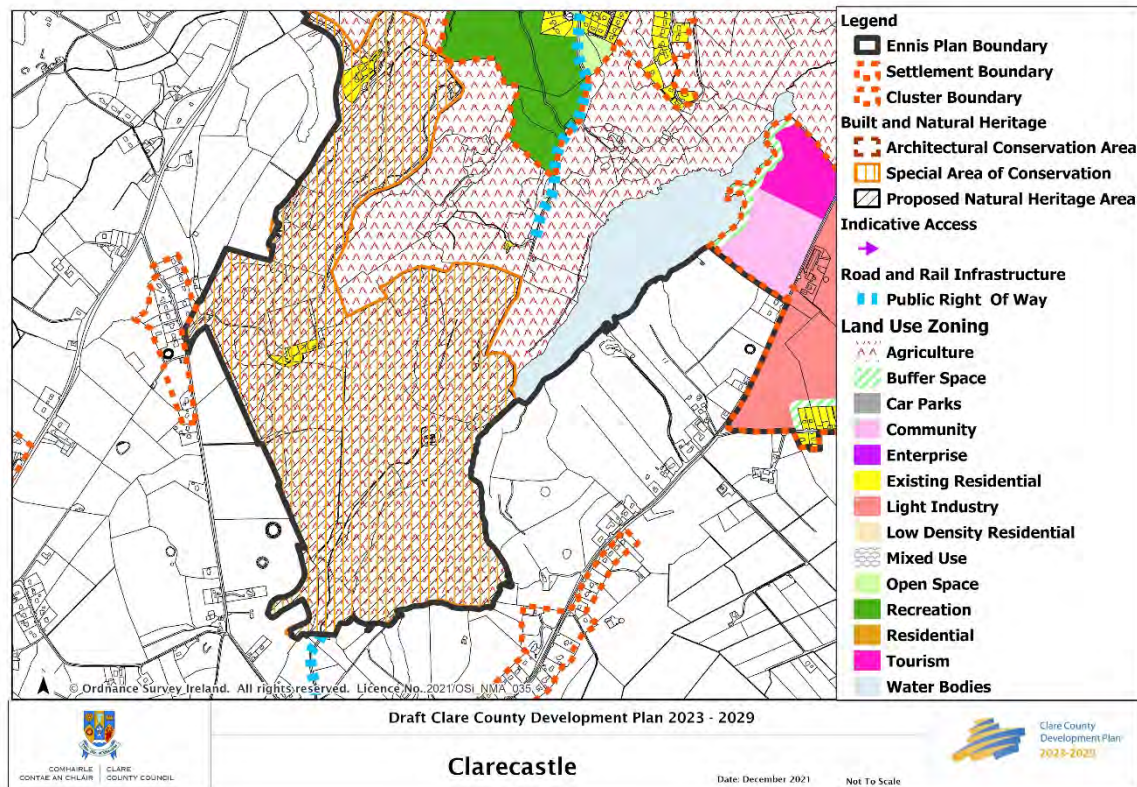 Legend
Ennis Plan Boundary
Settlement Boundary
Cluster Boundary
Built and Natural Heritage
Architectural Conservation Area
Special Area of Conservation
Proposed Natural Heritage Area
Indicative Access
Road and Rail Infrastructure
Public Right Of Way
Land Use Zoning
Agriculture
Buffer Space
Car Parks
Community
Enterprise
Existing Residential
Light Industry
Low Density Residential
Mixed Use
Open Space
Recreation
Residential
Tourism
Water Bodies
© Ordnance Survey Ireland. All rights reserved. Licence No. 2021/OSi_NMA_035.
Draft Clare County Development Plan 2023 - 2029
Clarecastle
Date: December 2021
Not To Scale
COMHAIRLE CONTAE AN CHLÁIR
CLARE COUNTY COUNCIL
Clare County
Development Plan
2023-2029